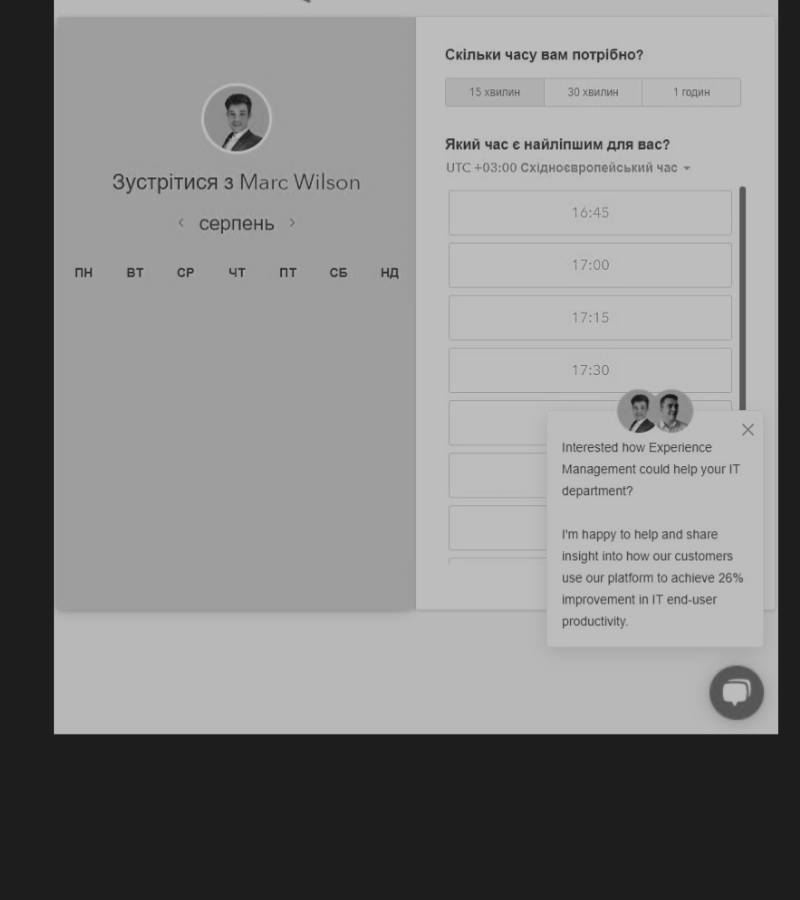 Зустрітися з Marc Wilson
серпень
ПН ВТ СР ЧТ ПТ СБ НД
Скільки часу вам потрібно?
15 хвилин 30 хвилин 1 годин
Який час є найліпшим для вас?
UTC +03:00 Східноєвропейський час
16:45
17:00
17:15
17:30
Interested how Experience
Management could help your IT
department?
I'm happy to help and share
insight into how our customers
use our platform to achieve 26%
improvement in IT end-user
productivity.